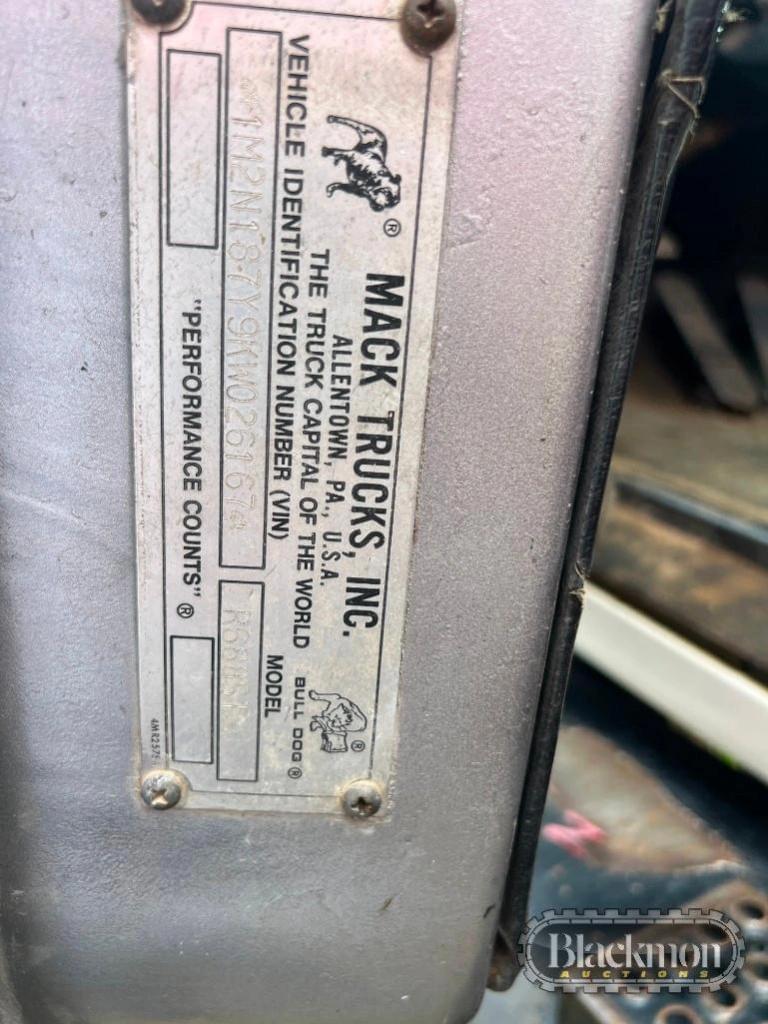 MACK TRUCKS, INC.
ALLENTOWN, PA., U.S.A.
THE TRUCK CAPITAL OF THE WORLD
BULL DOG ®
VEHICLE IDENTIFICATION NUMBER (VIN)
MODEL
1M2N187Y9KW026167
"PERFORMANCE COUNTS" ®
Blackmon
AUCTIONS